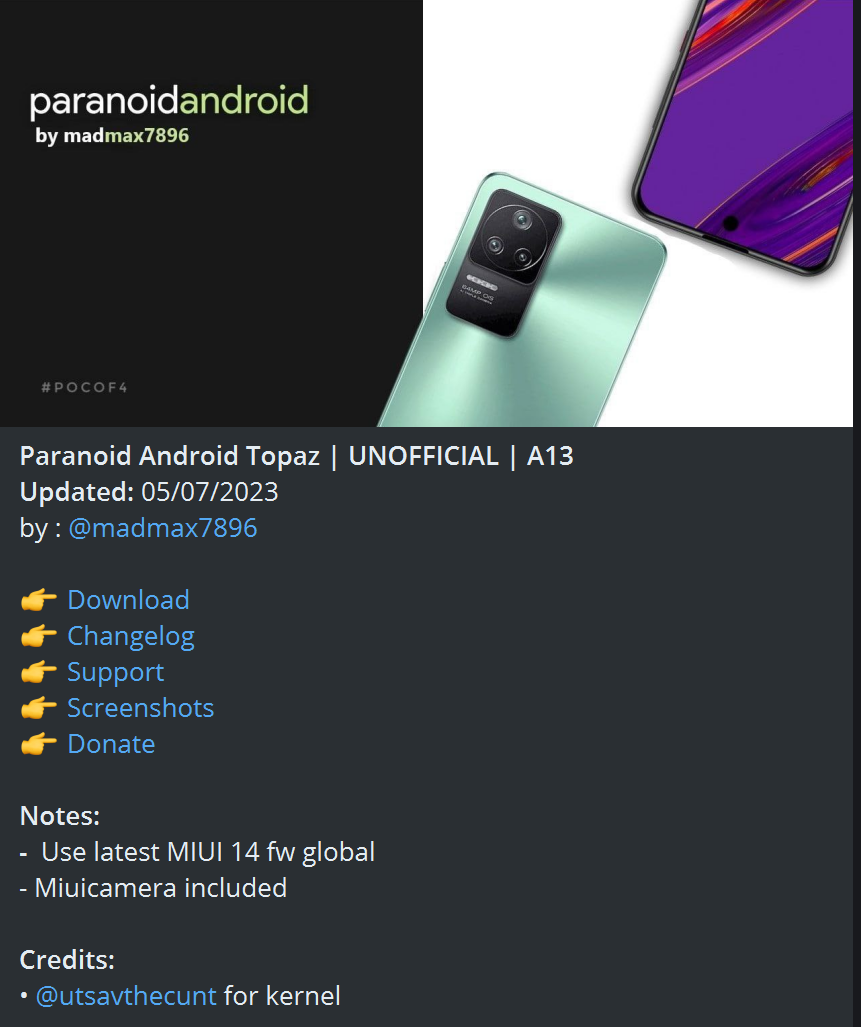 paranoidandroid
by madmax7896
64MP OIS
#POCOF4
Paranoid Android Topaz | UNOFFICIAL | A13
Updated: 05/07/2023
by : @madmax7896
👉 Download
👉 Changelog
👉 Support
👉 Screenshots
👉 Donate
Notes:
- Use latest MIUI 14 fw global
- Miuicamera included
Credits:
• @utsavthecunt for kernel